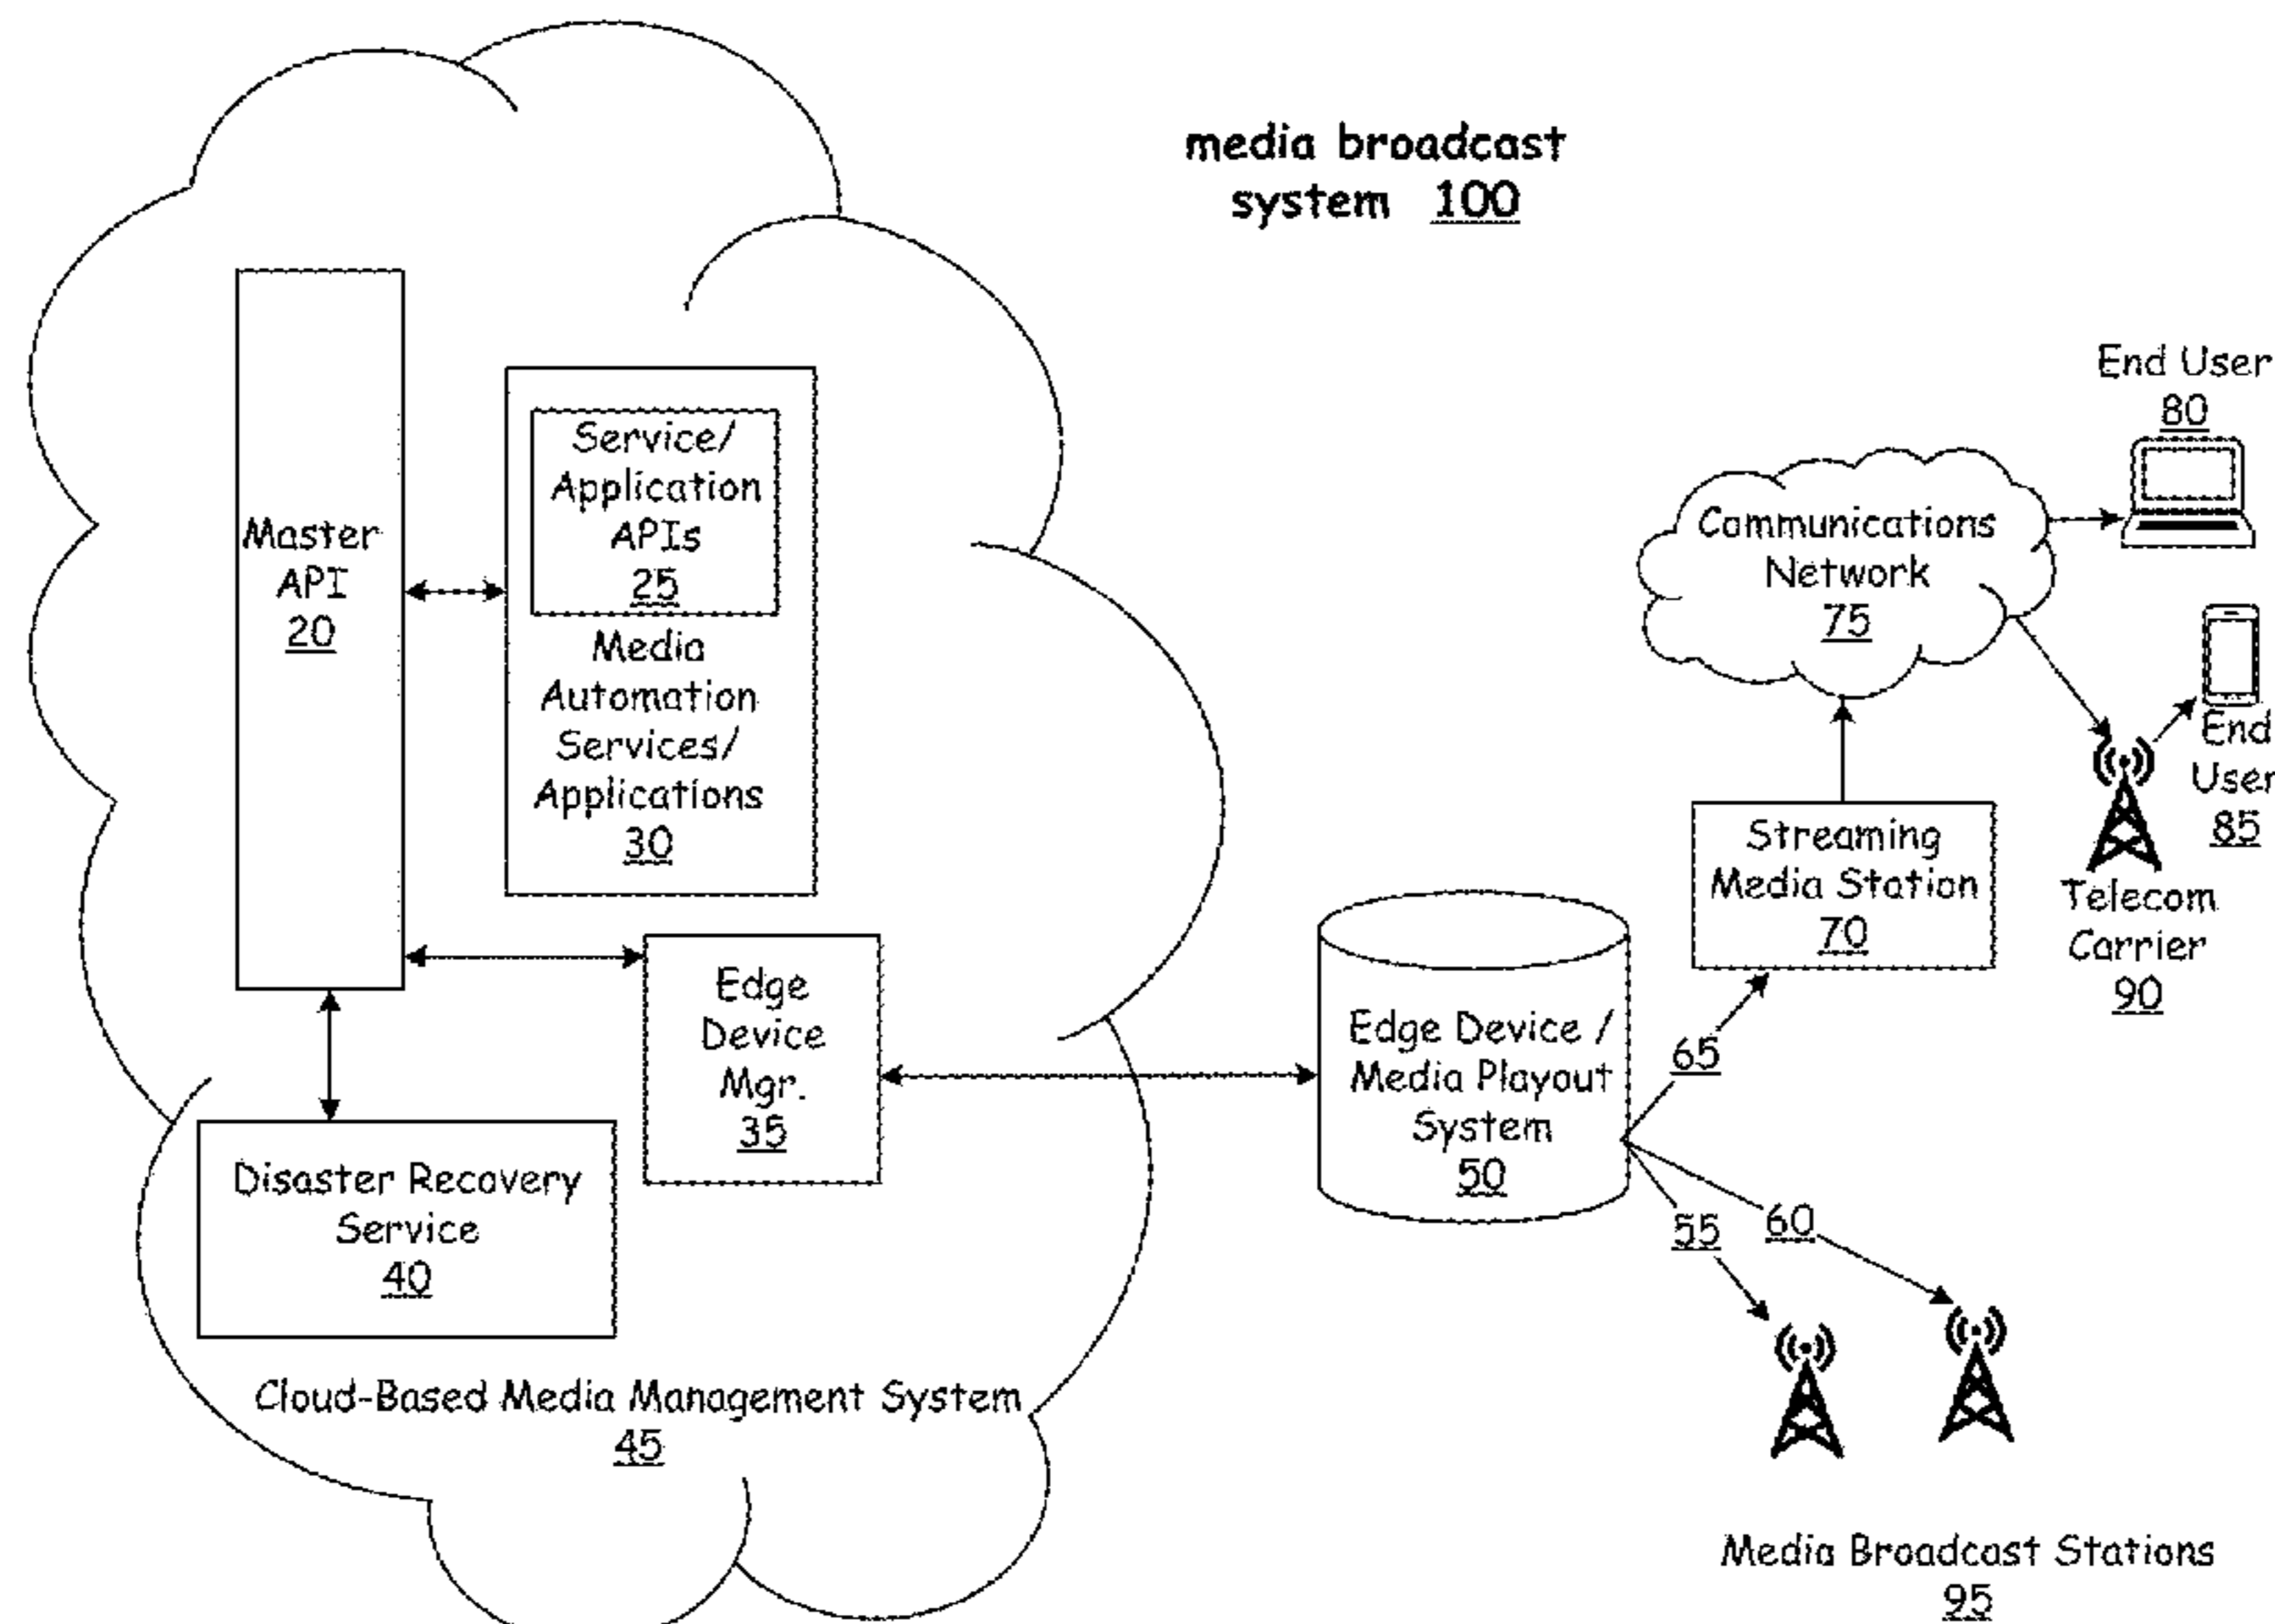 media broadcast
system 100
Master
API
20
Service/
Application
APIs
25
Media
Automation
Services/
Applications
30
Edge
Device
Mgr.
35
Disaster Recovery
Service
40
Cloud-Based Media Management System
45
Edge Device /
Media Playout
System
50
65
55
60
Streaming
Media Station
70
Communications
Network
75
End User
80
End
User
85
Telecom
Carrier
90
Media Broadcast Stations
95